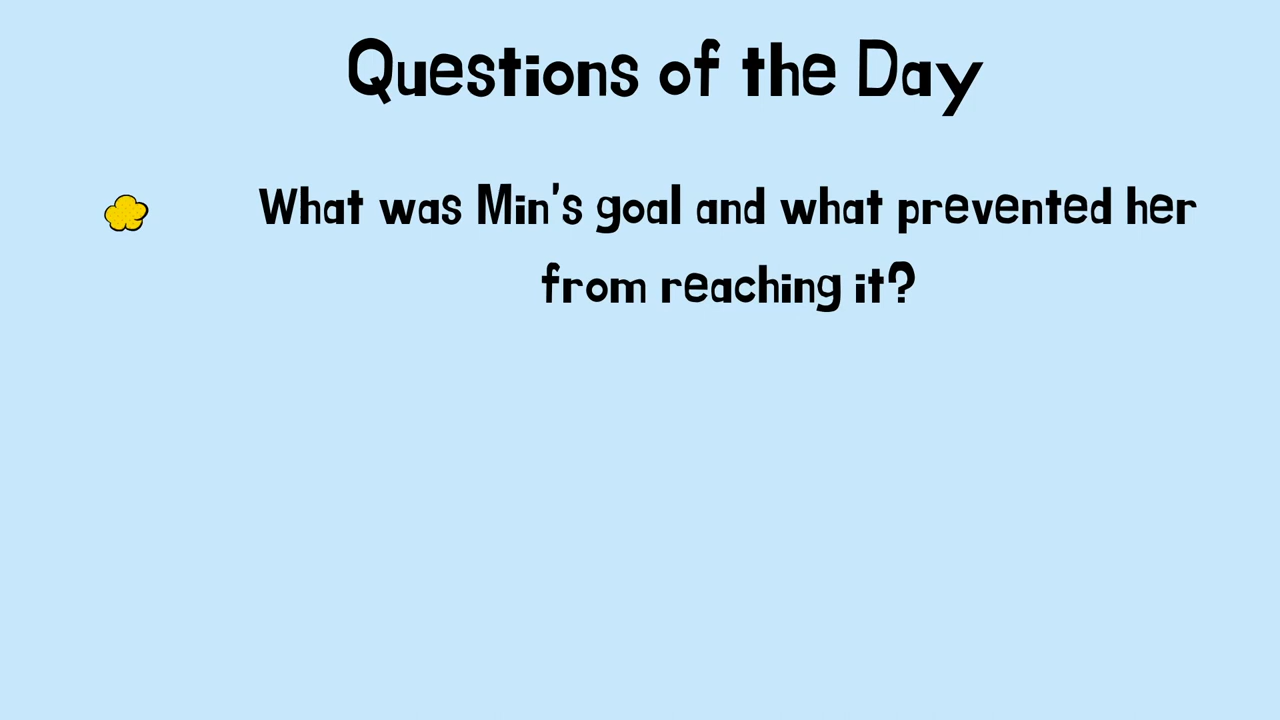 Questions of the Day
What was Min's goal and what prevented her
from reaching it?